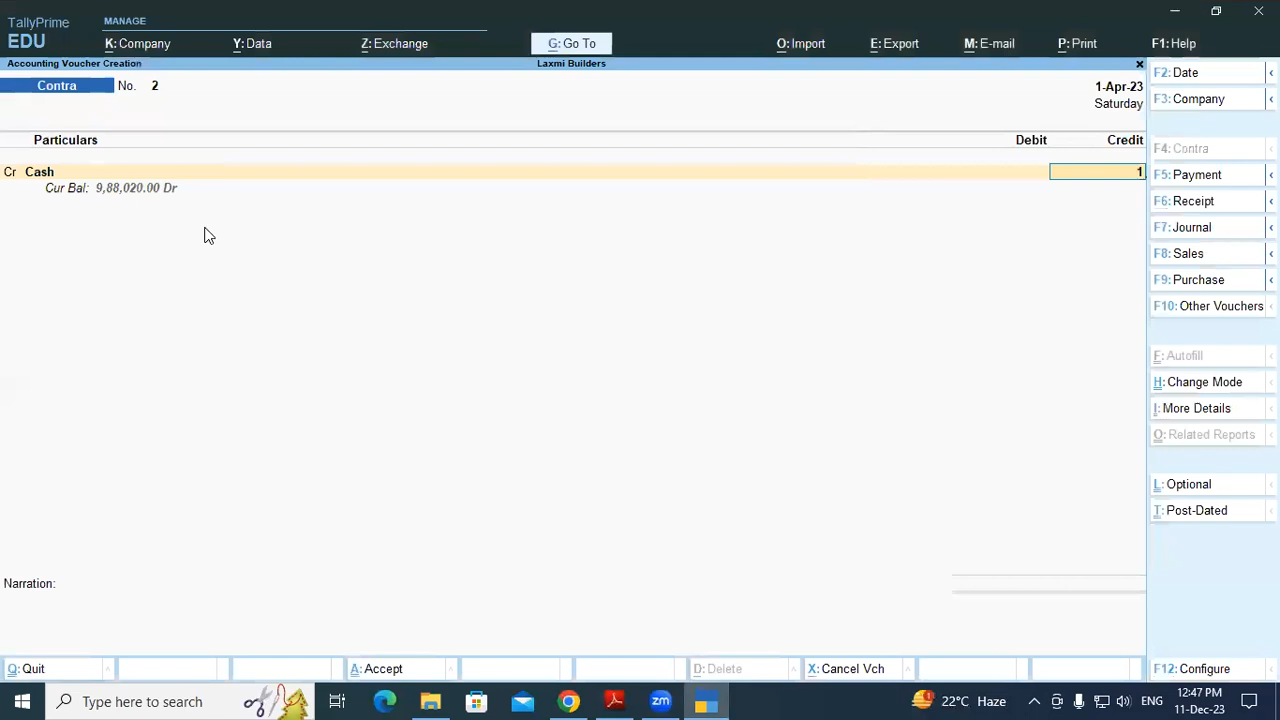 TallyPrime
EDU
MANAGE
K: Company
Y: Data
Z: Exchange
G: Go To
O: Import
E: Export
M: E-mail
P: Print
F1: Help
Accounting Voucher Creation
Laxmi Builders
×
Contra No. 2
1-Apr-23
Saturday
Particulars Debit Credit
Cr Cash 1
Cur Bal: 9,88,020.00 Dr
Narration:
F2: Date
F3: Company
F4: Contra
F5: Payment
F6: Receipt
F7: Journal
F8: Sales
F9: Purchase
F10: Other Vouchers
F: Autofill
H: Change Mode
I: More Details
O: Related Reports
L: Optional
T: Post-Dated
F12: Configure
Q: Quit
A: Accept
D: Delete
X: Cancel Vch
Type here to search
22°C Haze
ENG
12:47 PM
11-Dec-23